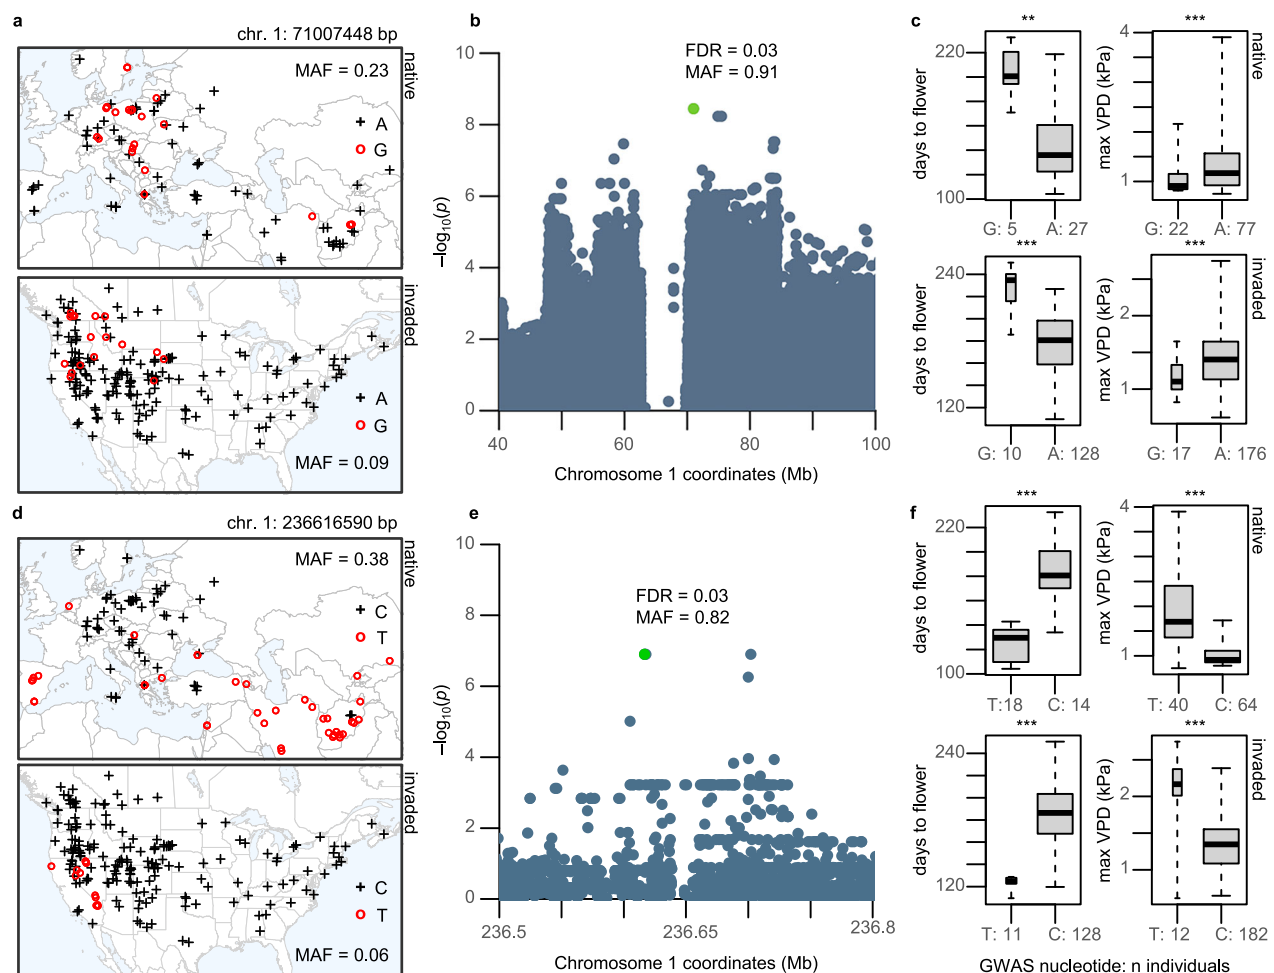 a
chr. 1: 71007448 bp
MAF = 0.23
A
G
native
A
G
MAF = 0.09
invaded
b
FDR = 0.03
MAF = 0.91
–log10(p)
10
8
6
4
2
0
40 60 80 100
Chromosome 1 coordinates (Mb)
c
**
days to flower
220
100
G: 5 A: 27
***
max VPD (kPa)
4
1
G: 22 A: 77
native
***
days to flower
240
120
G: 10 A: 128
***
max VPD (kPa)
2
1
G: 17 A: 176
invaded
d
chr. 1: 236616590 bp
MAF = 0.38
C
T
native
C
T
MAF = 0.06
invaded
e
FDR = 0.03
MAF = 0.82
–log10(p)
10
8
6
4
2
0
236.5 236.65 236.8
Chromosome 1 coordinates (Mb)
f
***
days to flower
220
100
T:18 C: 14
***
max VPD (kPa)
4
1
T: 40 C: 64
native
***
days to flower
240
120
T: 11 C: 128
***
max VPD (kPa)
2
1
T: 12 C: 182
invaded
GWAS nucleotide: n individuals